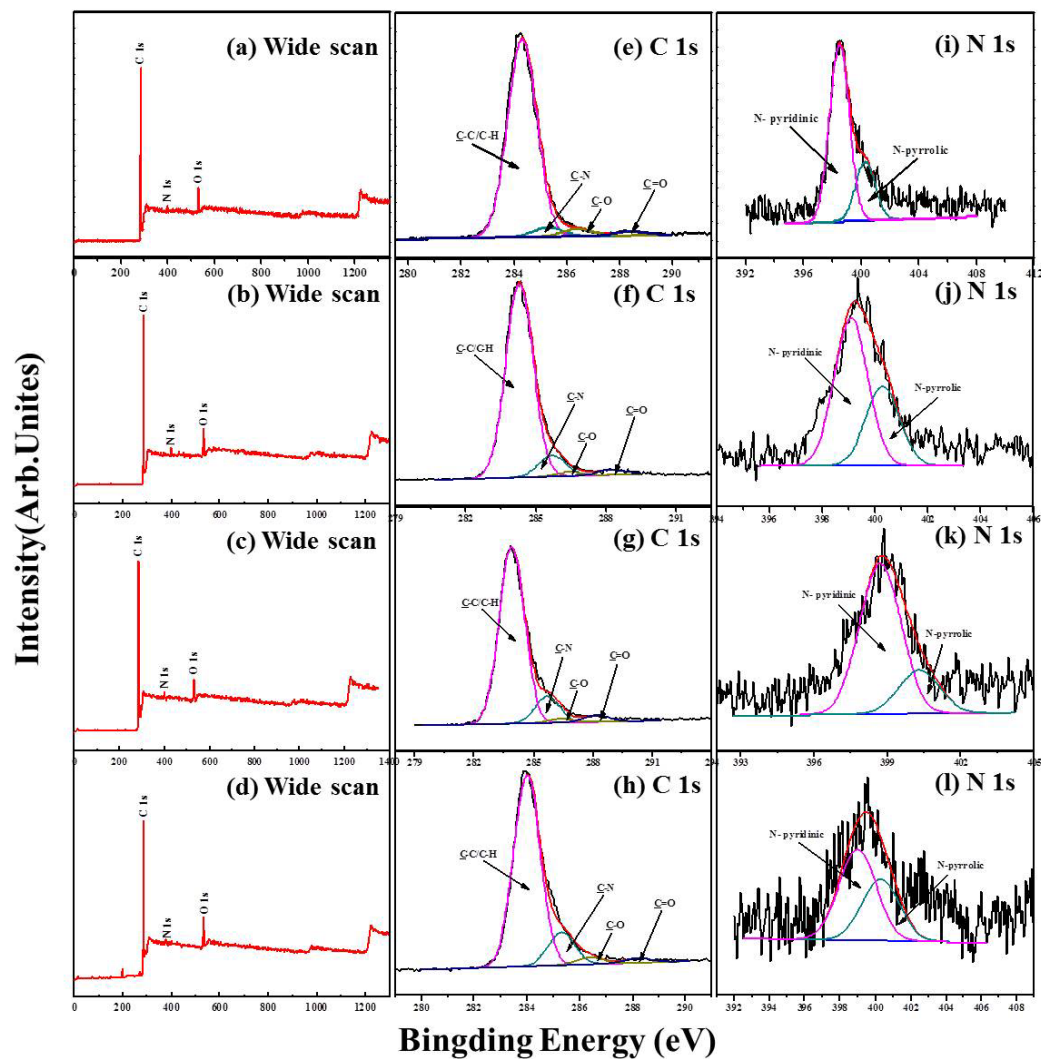 Intensity(Arb.Unites)
(a) Wide scan
C 1s
N 1s
O 1s
0 200 400 600 800 1000 1200
(e) C 1s
C-C/C-H
C-N
C-O
C=O
280 282 284 286 288 290
(i) N 1s
N- pyridinic
N-pyrrolic
392 396 400 404 408 412
(b) Wide scan
C 1s
N 1s
O 1s
0 200 400 600 800 1000 1200
(f) C 1s
C-C/C-H
C-N
C-O
C=O
279 282 285 288 291
(j) N 1s
N- pyridinic
N-pyrrolic
394 396 398 400 402 404 406
(c) Wide scan
C 1s
N 1s
O 1s
0 200 400 600 800 1000 1200 1400
(g) C 1s
C-C/C-H
C-N
C-O
C=O
279 282 285 288 291 294
(k) N 1s
N- pyridinic
N-pyrrolic
393 396 399 402 405
(d) Wide scan
C 1s
N 1s
O 1s
0 200 400 600 800 1000 1200
(h) C 1s
C-C/C-H
C-N
C-O
C=O
280 282 284 286 288 290
(l) N 1s
N- pyridinic
N-pyrrolic
392 394 396 398 400 402 404 406 408
Bingding Energy (eV)